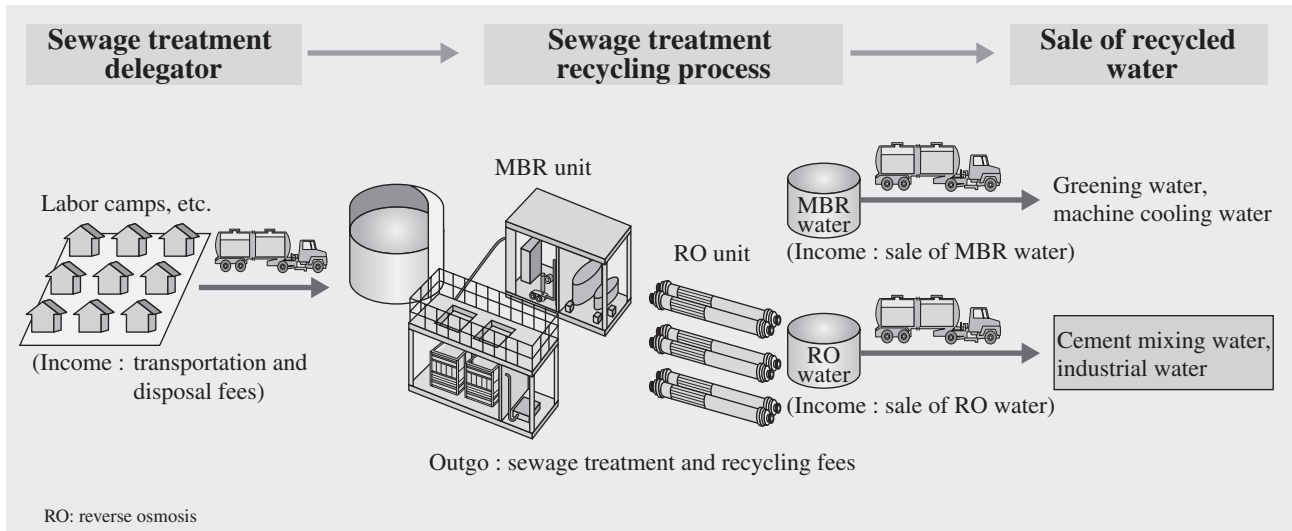 Sewage treatment
delegator
Sewage treatment
recycling process
Sale of recycled
water
Labor camps, etc.
(Income : transportation and
disposal fees)
MBR unit
RO unit
Outgo : sewage treatment and recycling fees
MBR
water
(Income : sale of MBR water)
Greening water,
machine cooling water
RO
water
(Income : sale of RO water)
Cement mixing water,
industrial water
RO: reverse osmosis